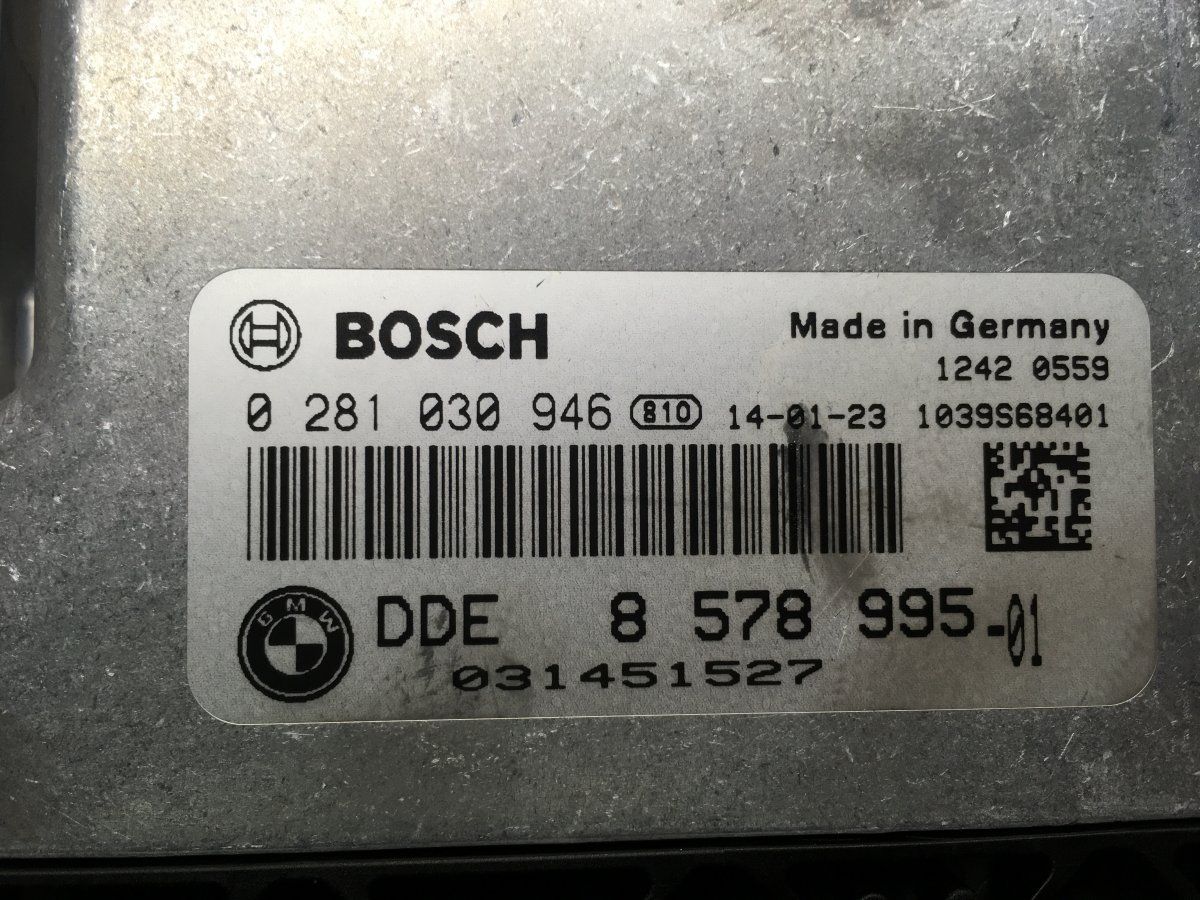 BOSCH
Made in Germany
1242 0559
0 281 030 946 810 14-01-23 1039S68401
BMW
DDE 8 578 995-01
031451527